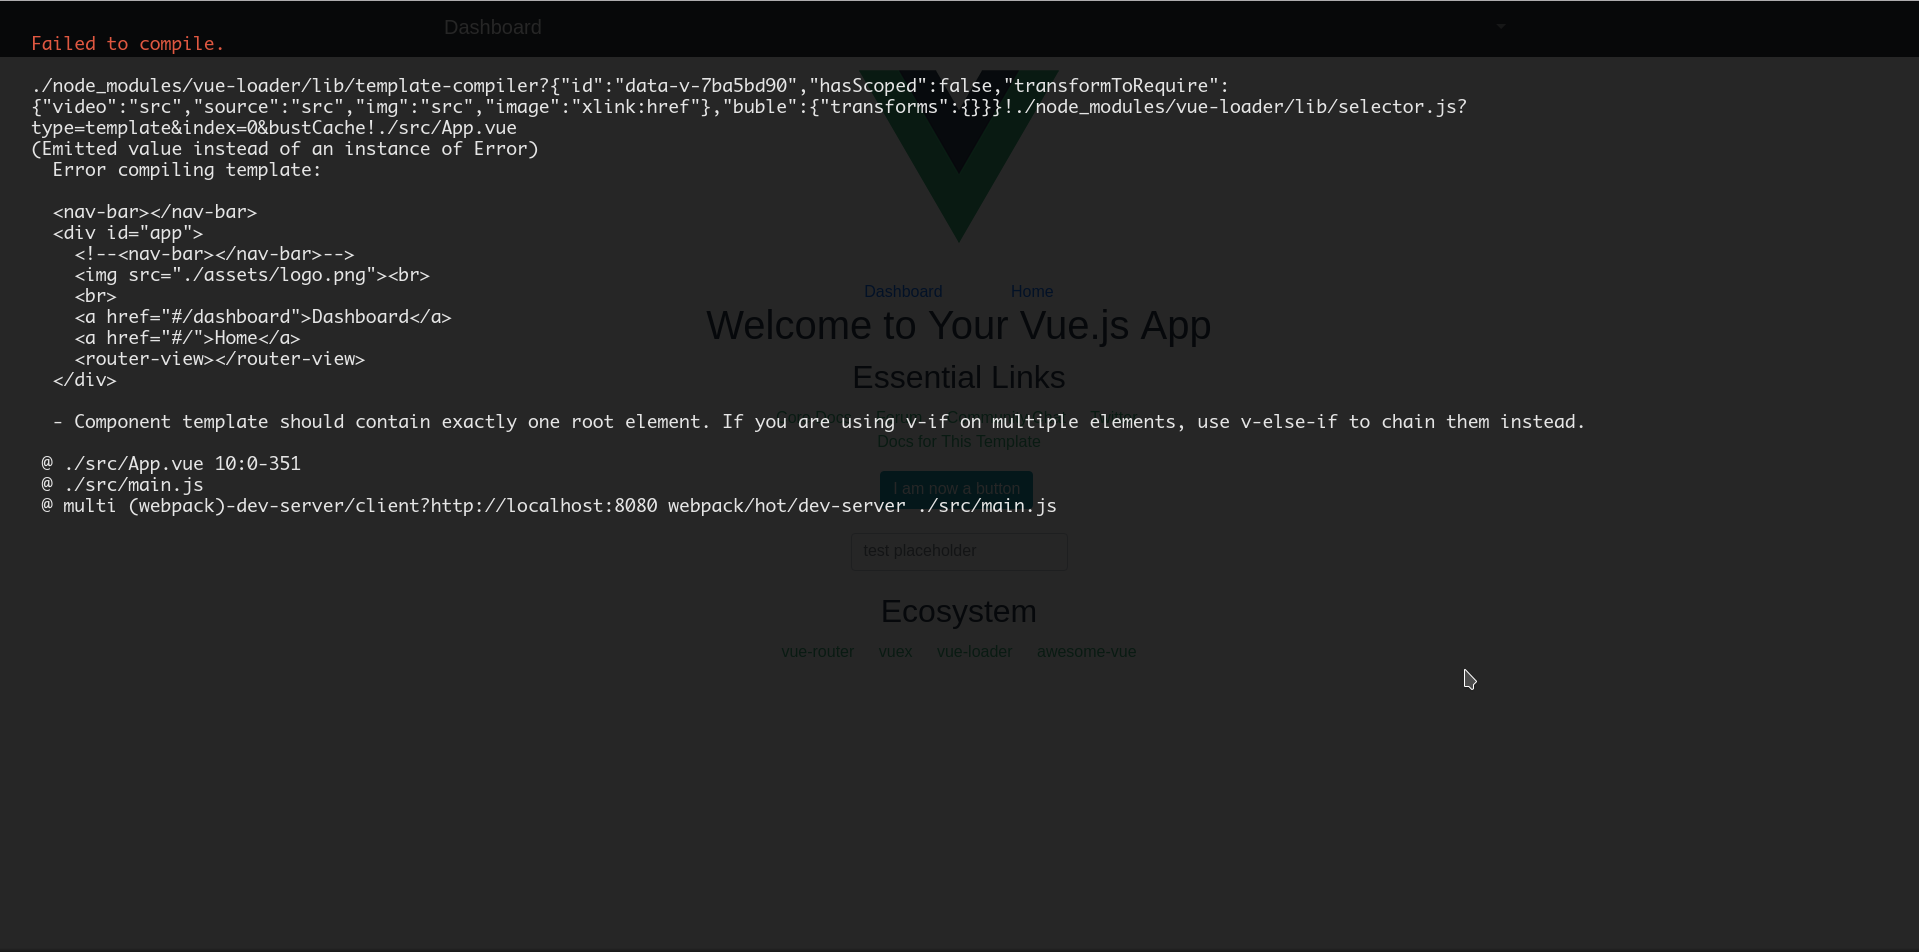 Dashboard
Failed to compile.
./node_modules/vue-loader/lib/template-compiler?{"id":"data-v-7ba5bd90","hasScoped":false,"transformToRequire":
{"video":"src","source":"src","img":"src","image":"xlink:href"},"buble":{"transforms":{}}}!./node_modules/vue-loader/lib/selector.js?
type=template&index=0&bustCache!./src/App.vue
(Emitted value instead of an instance of Error)
Error compiling template:
<nav-bar></nav-bar>
<div id="app">
<!--<nav-bar></nav-bar>-->
<img src="./assets/logo.png"><br>
<br>
<a href="#/dashboard">Dashboard</a>
<a href="#/">Home</a>
<router-view></router-view>
</div>
- Component template should contain exactly one root element. If you are using v-if on multiple elements, use v-else-if to chain them instead.
@ ./src/App.vue 10:0-351
@ ./src/main.js
@ multi (webpack)-dev-server/client?http://localhost:8080 webpack/hot/dev-server ./src/main.js
Dashboard Home
Welcome to Your Vue.js App
Essential Links
Docs for This Template
I am now a button
test placeholder
Ecosystem
vue-router vuex vue-loader awesome-vue